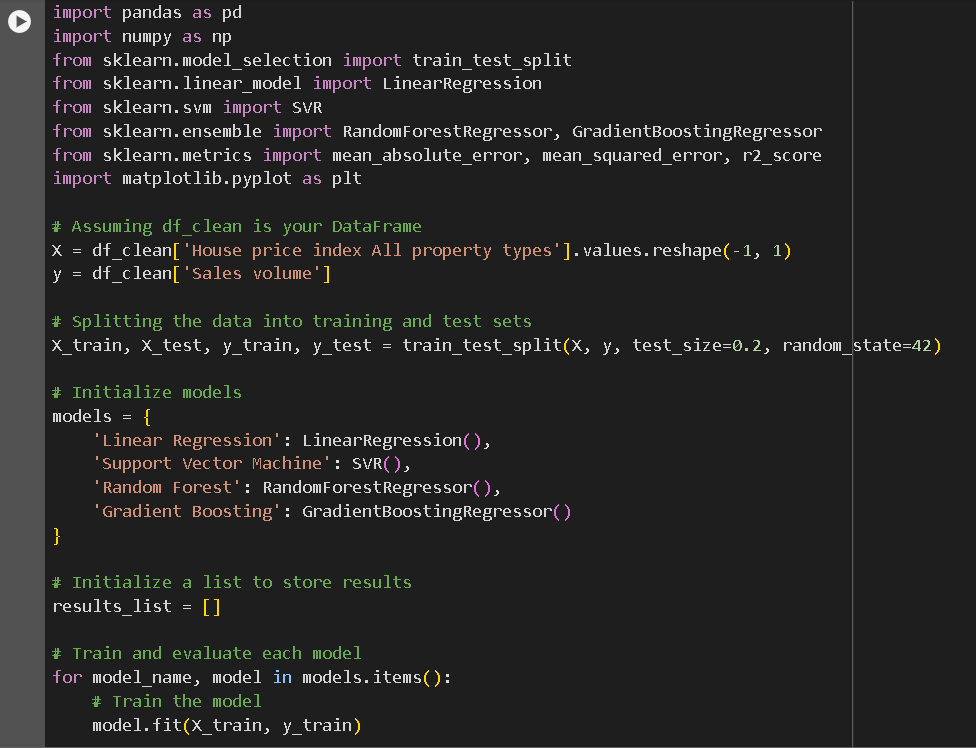 import pandas as pd
import numpy as np
from sklearn.model_selection import train_test_split
from sklearn.linear_model import LinearRegression
from sklearn.svm import SVR
from sklearn.ensemble import RandomForestRegressor, GradientBoostingRegressor
from sklearn.metrics import mean_absolute_error, mean_squared_error, r2_score
import matplotlib.pyplot as plt

# Assuming df_clean is your DataFrame
X = df_clean['House price index All property types'].values.reshape(-1, 1)
y = df_clean['Sales volume']

# Splitting the data into training and test sets
X_train, X_test, y_train, y_test = train_test_split(X, y, test_size=0.2, random_state=42)

# Initialize models
models = {
    'Linear Regression': LinearRegression(),
    'Support Vector Machine': SVR(),
    'Random Forest': RandomForestRegressor(),
    'Gradient Boosting': GradientBoostingRegressor()
}

# Initialize a list to store results
results_list = []

# Train and evaluate each model
for model_name, model in models.items():
    # Train the model
    model.fit(X_train, y_train)